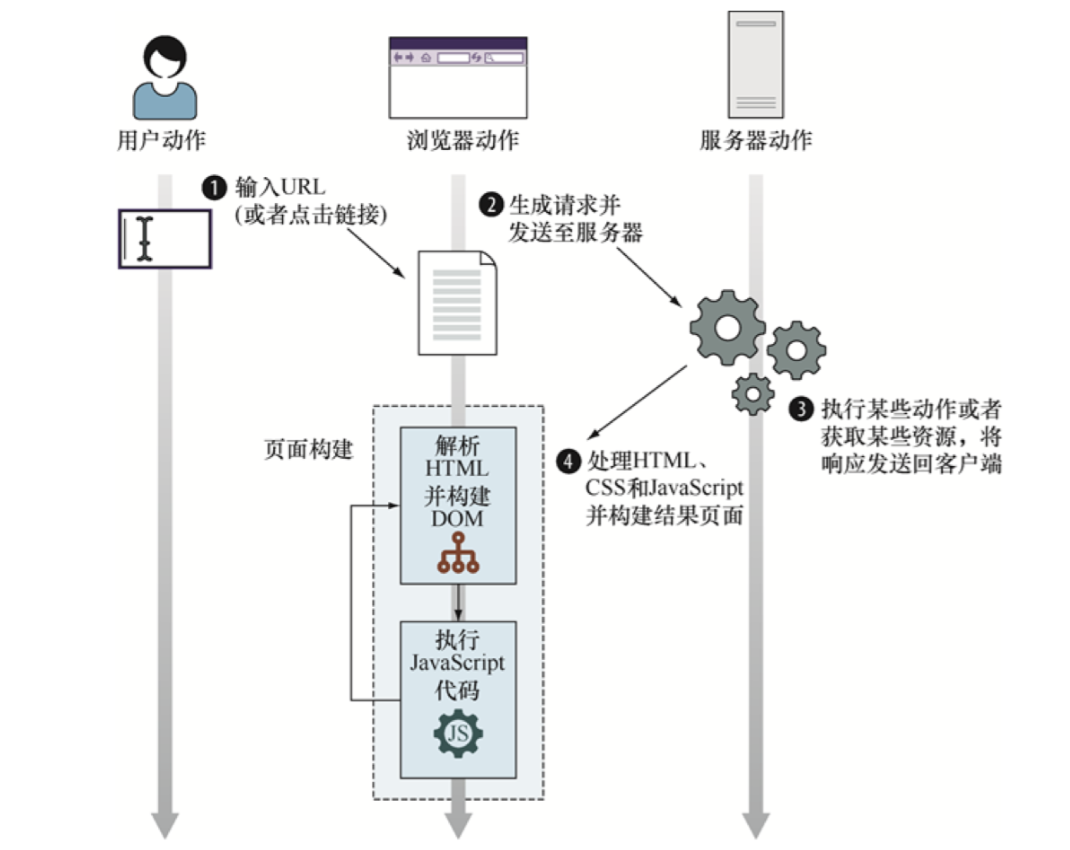 用户动作
浏览器动作
服务器动作
1 输入URL
(或者点击链接)
2 生成请求并
发送至服务器
3 执行某些动作或者
获取某些资源，将
响应发送回客户端
4 处理HTML、
CSS和JavaScript
并构建结果页面
页面构建
解析
HTML
并构建
DOM
执行
JavaScript
代码
JS